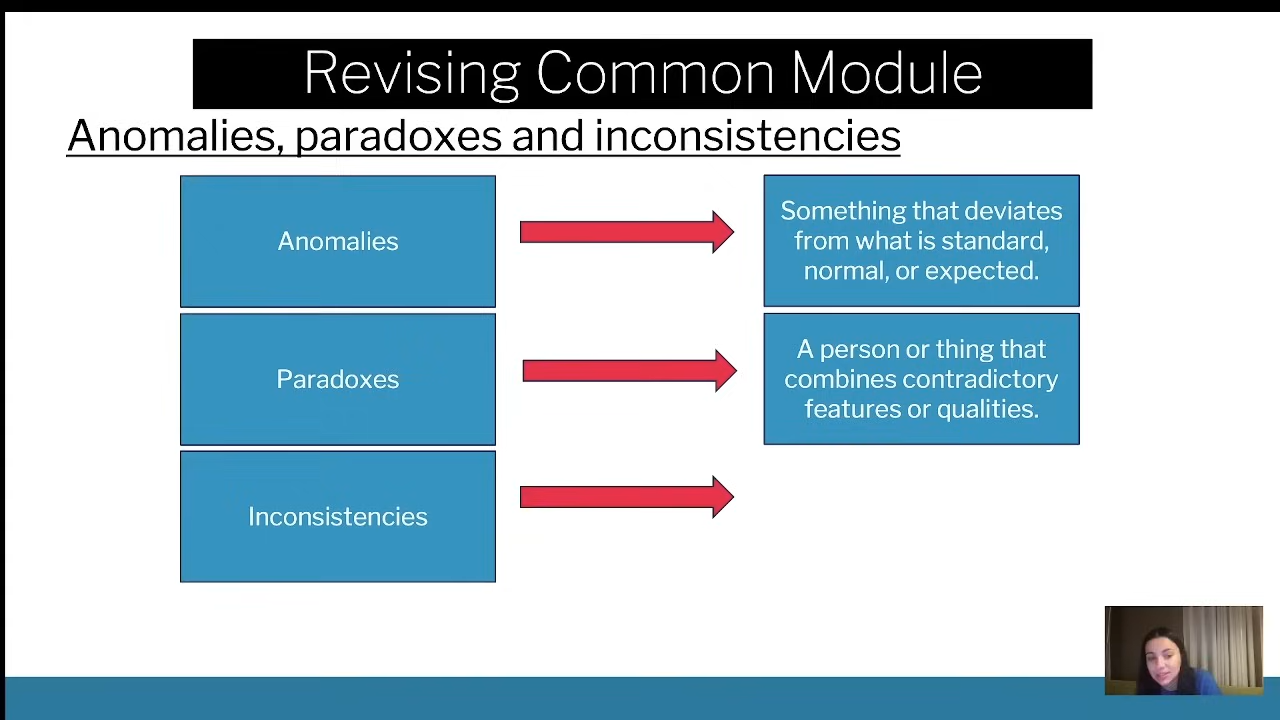 Revising Common Module
Anomalies, paradoxes and inconsistencies
Anomalies
Something that deviates
from what is standard,
normal, or expected.
Paradoxes
A person or thing that
combines contradictory
features or qualities.
Inconsistencies